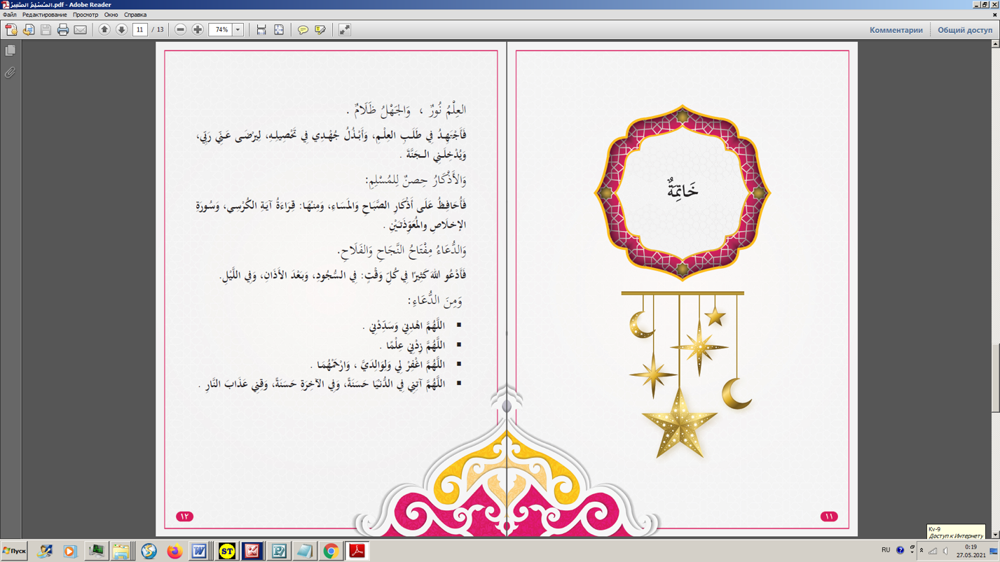 المُسْلِمُ الصَّغِيرُ.pdf - Adobe Reader
Файл Редактирование Просмотр Окно Справка
11 / 13 74% Комментарии Общий доступ
خَاتِمَةٌ
١١
العِلْمُ نُورٌ ، وَالجَهْلُ ظَلَامٌ .
فَأَجْتَهِدُ فِي طَلَبِ العِلْمِ، وَأَبْذُلُ جُهْدِي فِي تَحْصِيلِهِ، لِيَرْضَى عَنِّي رَبِّي،
وَيُدْخِلَنِي الـجَنَّةَ .
وَالأَذْكَارُ حِصنٌ لِلمُسْلِمِ:
فَأُحَافِظُ عَلَى أَذْكَارِ الصَّبَاحِ وَالمَسَاءِ، وَمِنْهَا: قِرَاءَةُ آيَةِ الكُرْسِي، وَسُورَةِ
الإخلَاصِ والمُعَوِّذَتَيْنِ .
وَالدُّعَاءُ مِفْتَاحُ النَّجَاحِ وَالفَلَاحِ.
فَأَدْعُو اللهَ كَثِيرًا فِي كُلِّ وَقْتٍ: فِي السُّجُودِ، وَبَعْدَ الأَذَانِ، وَفِي اللَّيْلِ.
وَمِنَ الدُّعَاءِ:
▪ اللَّهُمَّ اهْدِنِي وَسَدِّدْنِي .
▪ اللَّهُمَّ زِدْنِي عِلْمًا .
▪ اللَّهُمَّ اغْفِرْ لِي وَلِوَالِدَيَّ ، وَارْحَمْهُمَا .
▪ اللَّهُمَّ آتِنِي فِي الدُّنْيَا حَسَنَةً، وَفِي الآخِرَةِ حَسَنَةً، وَقِنِي عَذَابَ النَّارِ .
١٢
Kv-9
Доступ к Интернету
Пуск ST RU 0:19
27.05.2021